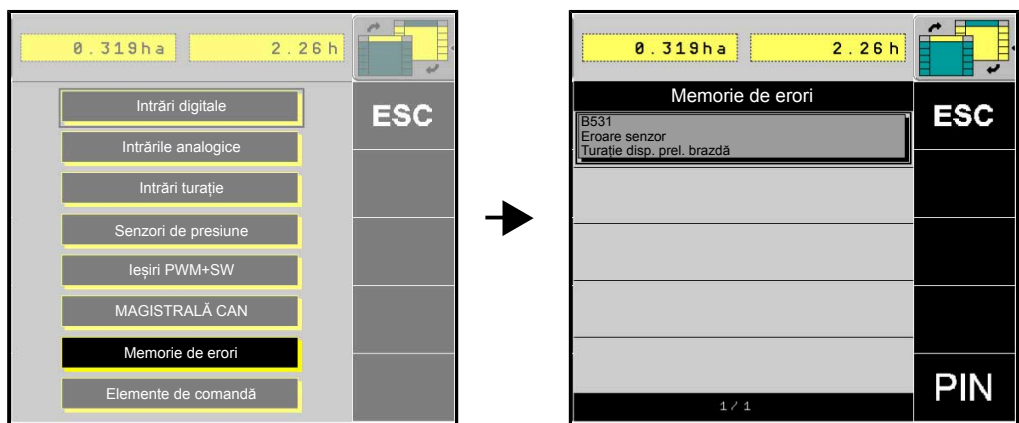 0.319ha 2.26h
ESC
Intrări digitale
Intrările analogice
Intrări turație
Senzori de presiune
Ieșiri PWM+SW
MAGISTRALĂ CAN
Memorie de erori
Elemente de comandă
0.319ha 2.26h
Memorie de erori
ESC
B531
Eroare senzor
Turație disp. prel. brazdă
PIN
1/1